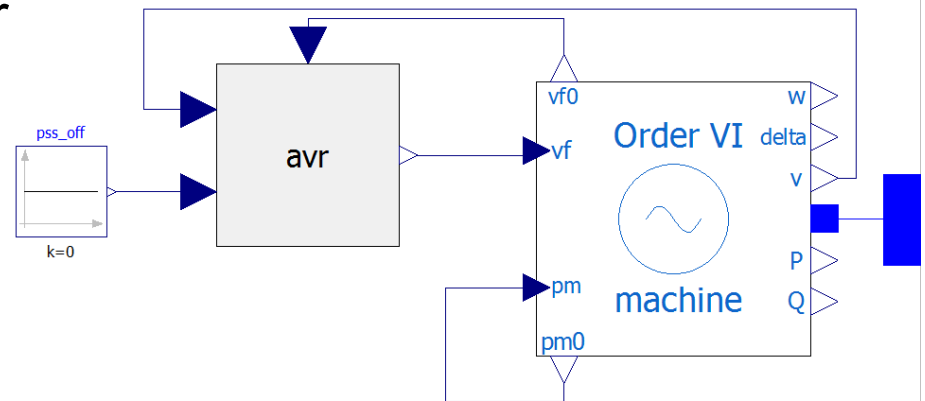 pss_off
k=0
avr
vf0
vf
Order VI
machine
pm
pm0
w
delta
v
P
Q